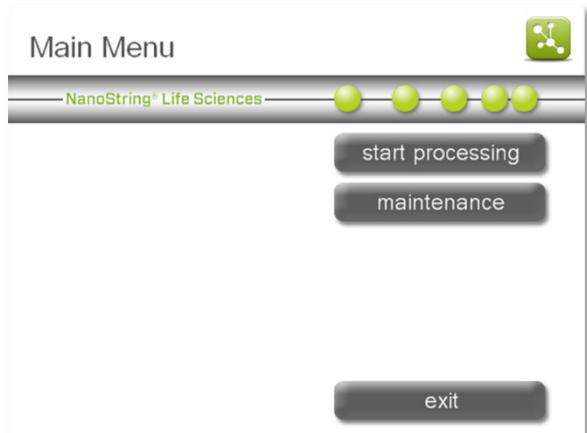 Main Menu
NanoString® Life Sciences
start processing
maintenance
exit